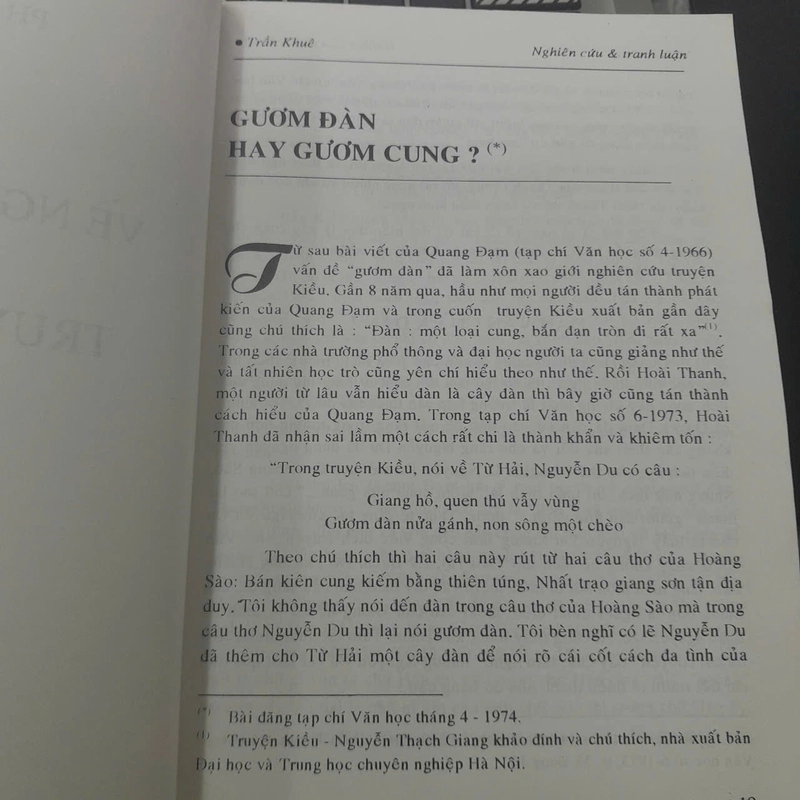 • Trần Khuê
Nghiên cứu & tranh luận
GƯƠM ĐÀN
HAY GƯƠM CUNG ? (*)
Từ sau bài viết của Quang Đạm (tạp chí Văn học số 4-1966)
vấn đề “gươm đàn” đã làm xôn xao giới nghiên cứu truyện
Kiều. Gần 8 năm qua, hầu như mọi người đều tán thành phát
kiến của Quang Đạm và trong cuốn truyện Kiều xuất bản gần đây
cũng chú thích là : “Đàn : một loại cung, bắn đạn tròn đi rất xa”(1).
Trong các nhà trường phổ thông và đại học người ta cũng giảng như thế
và tất nhiên học trò cũng yên chí hiểu theo như thế. Rồi Hoài Thanh,
một người từ lâu vẫn hiểu đàn là cây đàn thì bây giờ cũng tán thành
cách hiểu của Quang Đạm. Trong tạp chí Văn học số 6-1973, Hoài
Thanh đã nhận sai lầm một cách rất chi là thành khẩn và khiêm tốn :
“Trong truyện Kiều, nói về Từ Hải, Nguyễn Du có câu :
Giang hồ, quen thú vẫy vùng
Gươm đàn nửa gánh, non sông một chèo
Theo chú thích thì hai câu này rút từ hai câu thơ của Hoàng
Sào: Bán kiên cung kiếm bằng thiên túng, Nhất trạo giang sơn tận địa
duy. Tôi không thấy nói đến đàn trong câu thơ của Hoàng Sào mà trong
câu thơ Nguyễn Du thì lại nói gươm đàn. Tôi bèn nghĩ có lẽ Nguyễn Du
đã thêm cho Từ Hải một cây đàn để nói rõ cái cốt cách đa tình của
(*) Bài đăng tạp chí Văn học tháng 4 - 1974.
(1) Truyện Kiều - Nguyễn Thạch Giang khảo đính và chú thích, nhà xuất bản
Đại học và Trung học chuyên nghiệp Hà Nội.